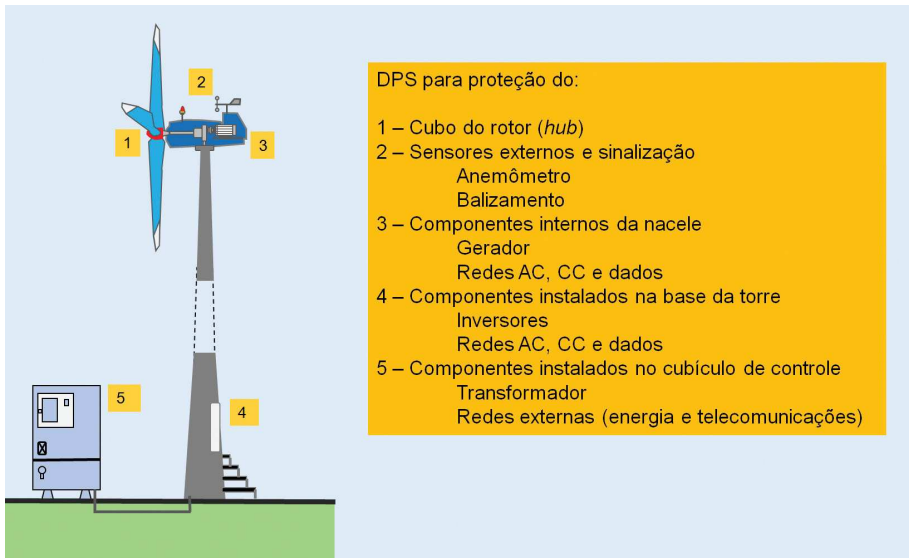 DPS para proteção do:
1 – Cubo do rotor (hub)
2 – Sensores externos e sinalização
Anemômetro
Balizamento
3 – Componentes internos da nacele
Gerador
Redes AC, CC e dados
4 – Componentes instalados na base da torre
Inversores
Redes AC, CC e dados
5 – Componentes instalados no cubículo de controle
Transformador
Redes externas (energia e telecomunicações)
2
1
3
5
4